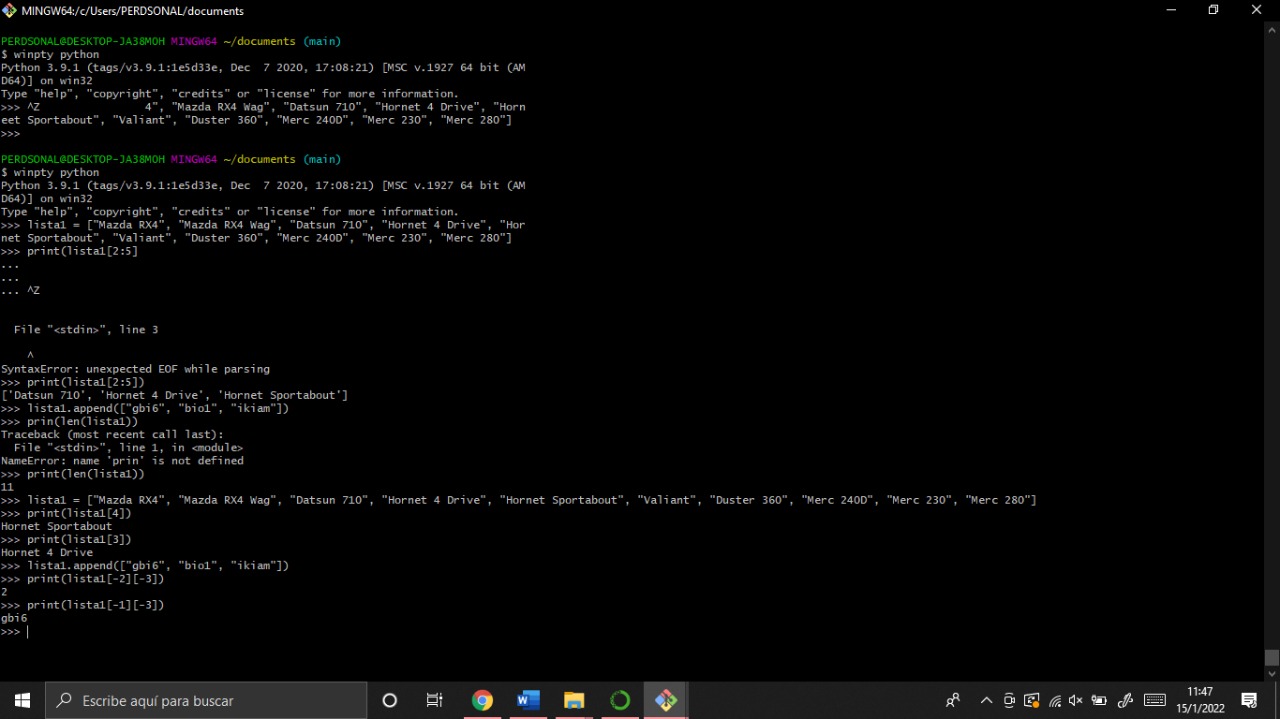 MINGW64:/c/Users/PERDSONAL/documents
PERDSONAL@DESKTOP-JA38MOH MINGW64 ~/documents (main)
$ winpty python
Python 3.9.1 (tags/v3.9.1:1e5d33e, Dec  7 2020, 17:08:21) [MSC v.1927 64 bit (AM
D64)] on win32
Type "help", "copyright", "credits" or "license" for more information.
>>> ^Z                4", "Mazda RX4 Wag", "Datsun 710", "Hornet 4 Drive", "Horn
eet Sportabout", "Valiant", "Duster 360", "Merc 240D", "Merc 230", "Merc 280"]
>>>
PERDSONAL@DESKTOP-JA38MOH MINGW64 ~/documents (main)
$ winpty python
Python 3.9.1 (tags/v3.9.1:1e5d33e, Dec  7 2020, 17:08:21) [MSC v.1927 64 bit (AM
D64)] on win32
Type "help", "copyright", "credits" or "license" for more information.
>>> lista1 = ["Mazda RX4", "Mazda RX4 Wag", "Datsun 710", "Hornet 4 Drive", "Hor
net Sportabout", "Valiant", "Duster 360", "Merc 240D", "Merc 230", "Merc 280"]
>>> print(lista1[2:5]
...
...
... ^Z
  File "<stdin>", line 3
    ^
SyntaxError: unexpected EOF while parsing
>>> print(lista1[2:5])
['Datsun 710', 'Hornet 4 Drive', 'Hornet Sportabout']
>>> lista1.append(["gbi6", "bio1", "ikiam"])
>>> prin(len(lista1))
Traceback (most recent call last):
  File "<stdin>", line 1, in <module>
NameError: name 'prin' is not defined
>>> print(len(lista1))
11
>>> lista1 = ["Mazda RX4", "Mazda RX4 Wag", "Datsun 710", "Hornet 4 Drive", "Hornet Sportabout", "Valiant", "Duster 360", "Merc 240D", "Merc 230", "Merc 280"]
>>> print(lista1[4])
Hornet Sportabout
>>> print(lista1[3])
Hornet 4 Drive
>>> lista1.append(["gbi6", "bio1", "ikiam"])
>>> print(lista1[-2][-3])
2
>>> print(lista1[-1][-3])
gbi6
>>>
Escribe aquí para buscar
11:47
15/1/2022